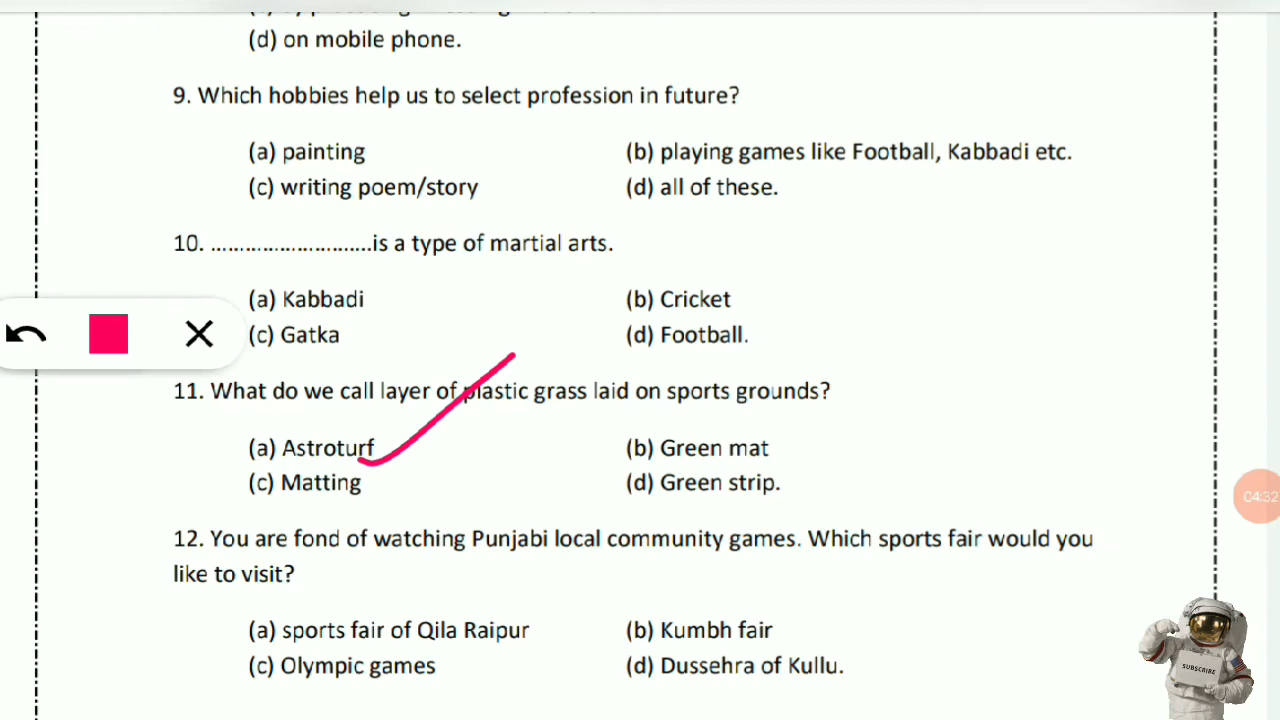 (d) on mobile phone.
9. Which hobbies help us to select profession in future?
(a) painting (b) playing games like Football, Kabbadi etc.
(c) writing poem/story (d) all of these.
10. ............................is a type of martial arts.
(a) Kabbadi (b) Cricket
(c) Gatka (d) Football.
11. What do we call layer of plastic grass laid on sports grounds?
(a) Astroturf (b) Green mat
(c) Matting (d) Green strip.
12. You are fond of watching Punjabi local community games. Which sports fair would you
like to visit?
(a) sports fair of Qila Raipur (b) Kumbh fair
(c) Olympic games (d) Dussehra of Kullu.
04:32
SUBSCRIBE